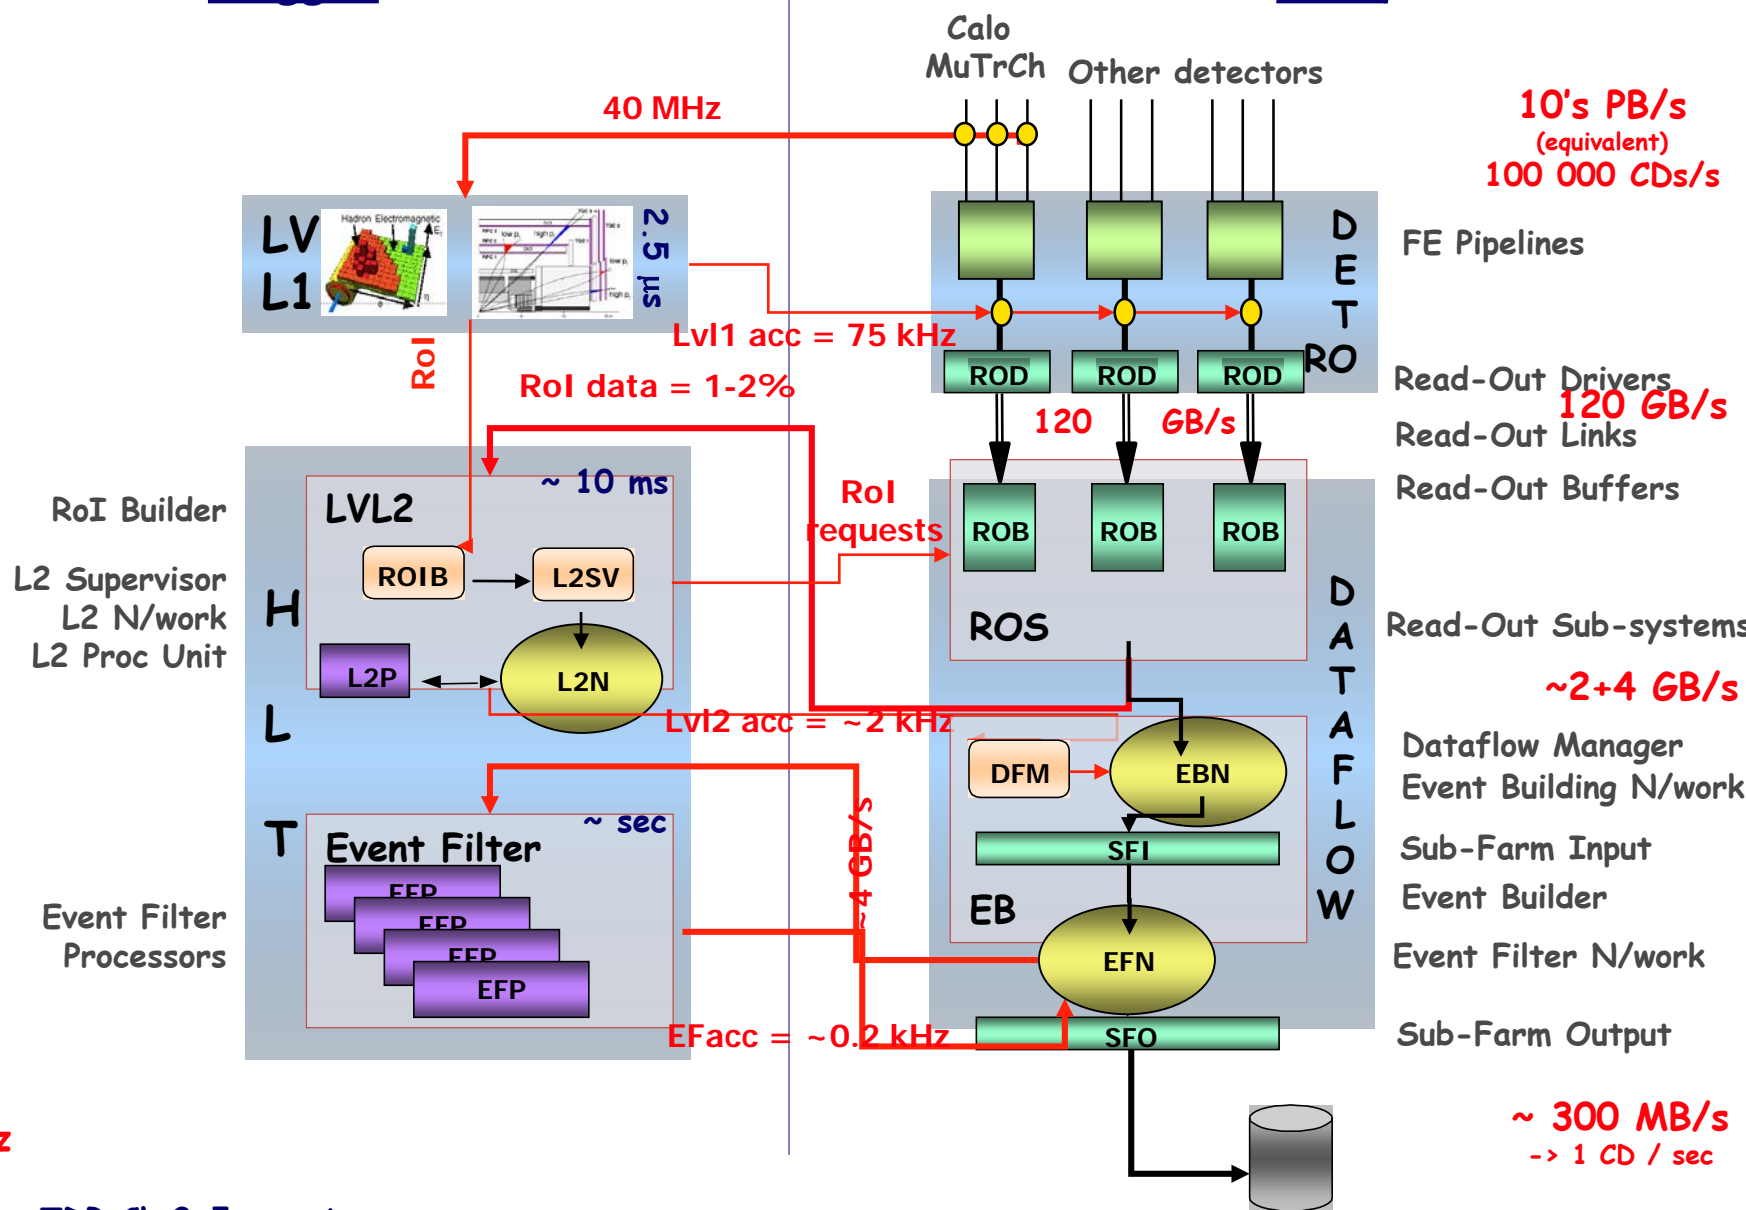 Calo
MuTrCh
Other detectors
40 MHz
10's PB/s
(equivalent)
100 000 CDs/s
LV
L1
Hadron Electromagnetic
2.5 µs
low p
high p
D
E
T
RO
FE Pipelines
Lvl1 acc = 75 kHz
RoI
RoI data = 1-2%
ROD
ROD
ROD
Read-Out Drivers
120 GB/s
120 GB/s
Read-Out Links
Read-Out Buffers
RoI Builder
L2 Supervisor
L2 N/work
L2 Proc Unit
H
L
T
LVL2
~ 10 ms
ROIB
L2SV
L2P
L2N
RoI
requests
ROB
ROB
ROB
ROS
D
A
T
A
F
L
O
W
Read-Out Sub-systems
~2+4 GB/s
Lvl2 acc = ~2 kHz
DFM
EBN
Dataflow Manager
Event Building N/work
SFI
Sub-Farm Input
EB
Event Builder
~ sec
Event Filter
EFP
EFP
EFP
EFP
Event Filter
Processors
~4 GB/s
EFN
Event Filter N/work
EFacc = ~0.2 kHz
SFO
Sub-Farm Output
~ 300 MB/s
-> 1 CD / sec
z